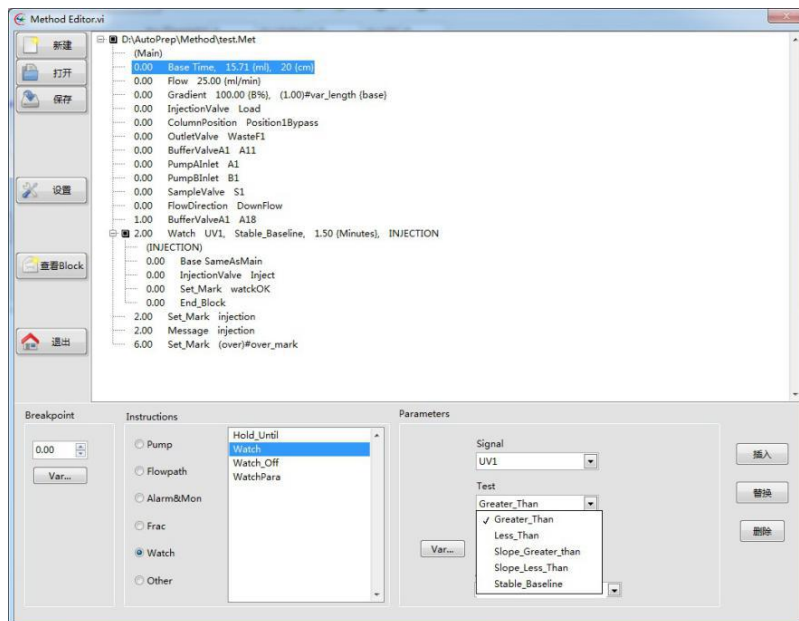 Method Editor.vi
新建
打开
保存
设置
查看Block
退出
D:\AutoPrep\Method\test.Met
(Main)
0.00 Base Time, 15.71 {ml}, 20 {cm}
0.00 Flow 25.00 {ml/min}
0.00 Gradient 100.00 {B%}, (1.00)#var_length {base}
0.00 InjectionValve Load
0.00 ColumnPosition Position1Bypass
0.00 OutletValve WasteF1
0.00 BufferValveA1 A11
0.00 PumpAInlet A1
0.00 PumpBInlet B1
0.00 SampleValve S1
0.00 FlowDirection DownFlow
1.00 BufferValveA1 A18
2.00 Watch UV1, Stable_Baseline, 1.50 {Minutes}, INJECTION
(INJECTION)
0.00 Base SameAsMain
0.00 InjectionValve Inject
0.00 Set_Mark watckOK
0.00 End_Block
2.00 Set_Mark injection
2.00 Message injection
6.00 Set_Mark (over)#over_mark
Breakpoint
0.00
Var...
Instructions
Pump
Flowpath
Alarm&Mon
Frac
Watch
Other
Hold_Until
Watch
Watch_Off
WatchPara
Parameters
Signal
UV1
Test
Greater_Than
✓ Greater_Than
Less_Than
Slope_Greater_than
Slope_Less_Than
Stable_Baseline
Var...
插入
替换
删除